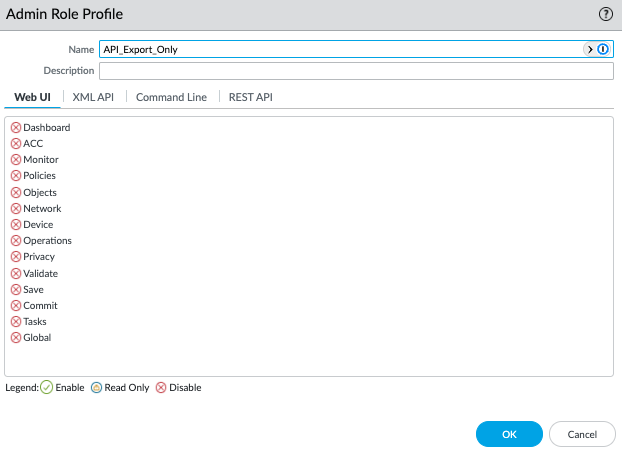 Admin Role Profile
Name API_Export_Only
Description
Web UI XML API Command Line REST API
Dashboard
ACC
Monitor
Policies
Objects
Network
Device
Operations
Privacy
Validate
Save
Commit
Tasks
Global
Legend: Enable Read Only Disable
OK Cancel